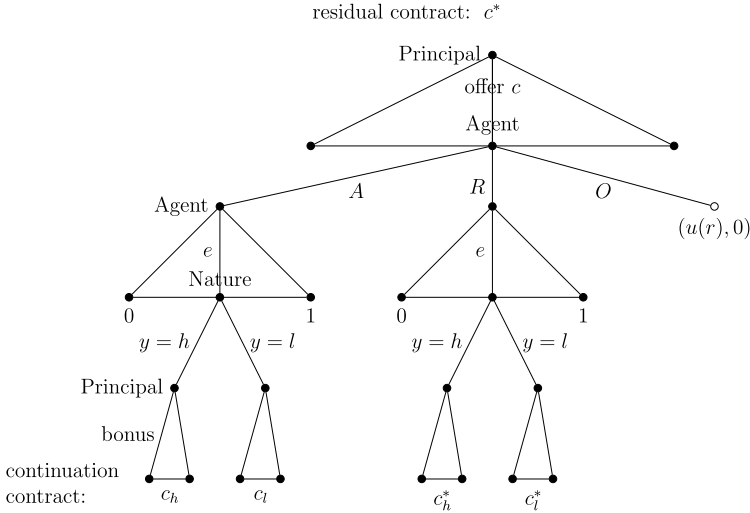 residual contract: c*
Principal
offer c
Agent
A
R
O
Agent
(u(r), 0)
e
e
Nature
0
1
0
1
y = h
y = l
y = h
y = l
Principal
bonus
continuation
contract:
c_h
c_l
c*_h
c*_l